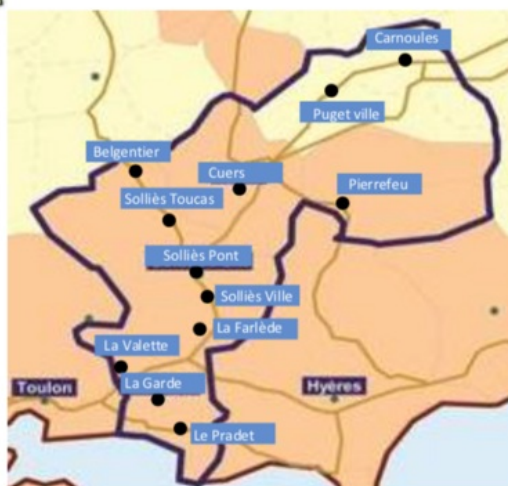 Carnoules
Puget ville
Belgentier
Cuers
Pierrefeu
Solliès Toucas
Solliès Pont
Solliès Ville
La Farlède
La Valette
Toulon
La Garde
Hyères
Le Pradet